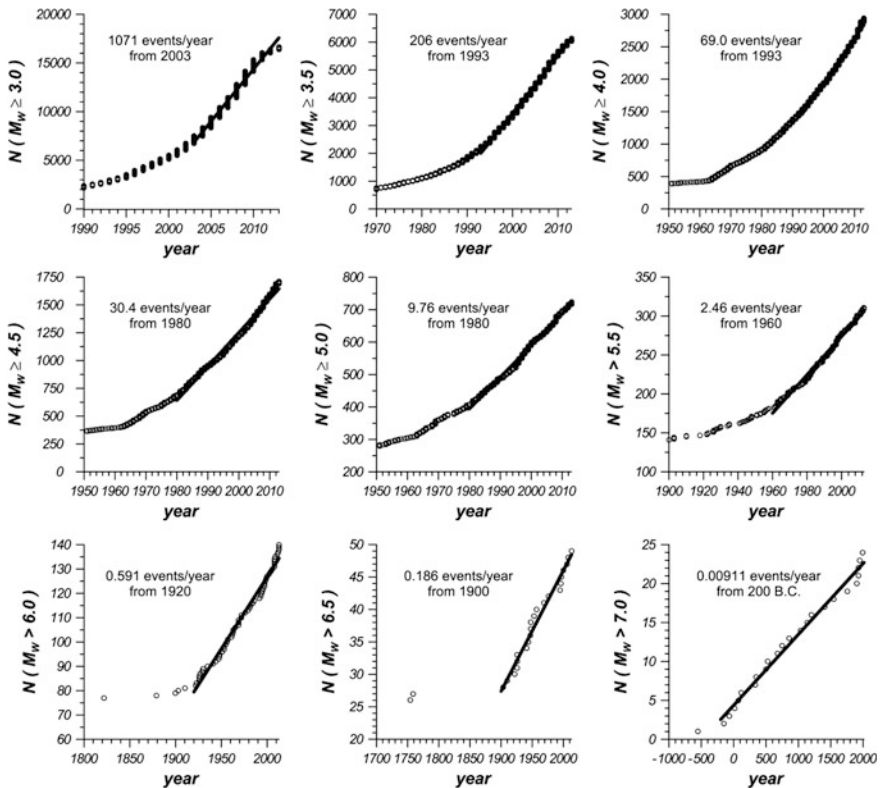 N ( Mw ≥ 3.0 )
20000
15000
10000
5000
0
1071 events/year
from 2003
1990 1995 2000 2005 2010
year
N ( Mw ≥ 3.5 )
7000
6000
5000
4000
3000
2000
1000
0
206 events/year
from 1993
1970 1980 1990 2000 2010
year
N ( Mw ≥ 4.0 )
3000
2500
2000
1500
1000
500
0
69.0 events/year
from 1993
1950 1960 1970 1980 1990 2000 2010
year
N ( Mw ≥ 4.5 )
1750
1500
1250
1000
750
500
250
0
30.4 events/year
from 1980
1950 1960 1970 1980 1990 2000 2010
year
N ( Mw ≥ 5.0 )
800
700
600
500
400
300
200
9.76 events/year
from 1980
1950 1960 1970 1980 1990 2000 2010
year
N ( Mw > 5.5 )
350
300
250
200
150
100
2.46 events/year
from 1960
1900 1920 1940 1960 1980 2000
year
N ( Mw > 6.0 )
140
130
120
110
100
90
80
70
60
0.591 events/year
from 1920
1800 1850 1900 1950 2000
year
N ( Mw > 6.5 )
50
45
40
35
30
25
20
0.186 events/year
from 1900
1700 1750 1800 1850 1900 1950 2000
year
N ( Mw > 7.0 )
25
20
15
10
5
0
0.00911 events/year
from 200 B.C.
-1000 -500 0 500 1000 1500 2000
year